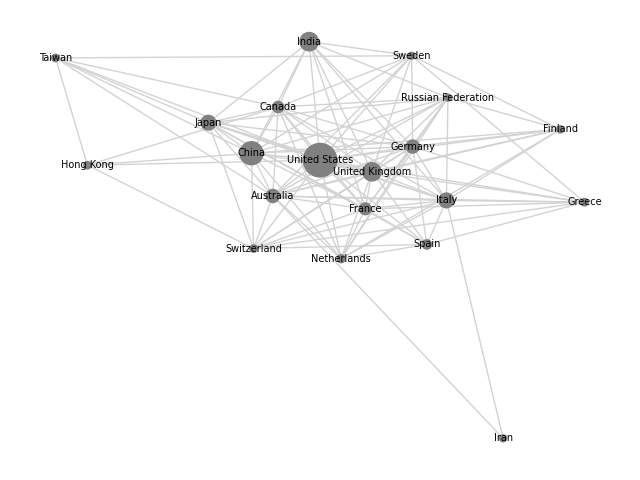 India
Taiwan
Sweden
Russian Federation
Canada
Japan
Finland
Germany
China
United States
Hong Kong
United Kingdom
Australia
Italy
Greece
France
Spain
Switzerland
Netherlands
Iran